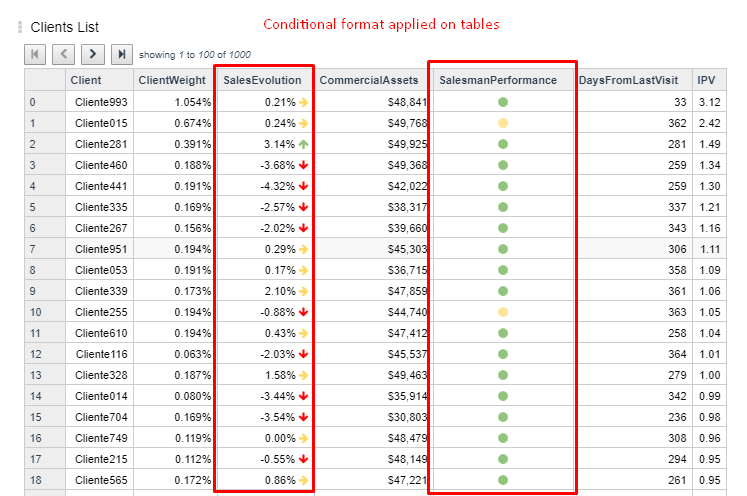 Conditional format applied on tables
Clients List
showing 1 to 100 of 1000
Client ClientWeight SalesEvolution CommercialAssets SalesmanPerformance DaysFromLastVisit IPV
0 Cliente993 1.054% 0.21% $48,841 33 3.12
1 Cliente015 0.674% 0.24% $49,768 362 2.42
2 Cliente281 0.391% 3.14% $49,925 281 1.49
3 Cliente460 0.188% -3.68% $49,368 259 1.34
4 Cliente441 0.191% -4.32% $42,022 259 1.30
5 Cliente335 0.169% -2.57% $38,317 337 1.21
6 Cliente267 0.156% -2.02% $39,660 343 1.16
7 Cliente951 0.194% 0.29% $45,303 306 1.11
8 Cliente053 0.191% 0.17% $36,715 358 1.09
9 Cliente339 0.173% 2.10% $47,859 361 1.06
10 Cliente255 0.194% -0.88% $44,740 363 1.05
11 Cliente610 0.194% 0.43% $47,412 258 1.04
12 Cliente116 0.063% -2.03% $45,537 364 1.01
13 Cliente328 0.187% 1.58% $49,463 279 1.00
14 Cliente014 0.080% -3.44% $35,914 342 0.99
15 Cliente704 0.169% -3.54% $30,803 236 0.98
16 Cliente749 0.119% 0.00% $48,479 308 0.96
17 Cliente215 0.112% -0.55% $48,149 294 0.95
18 Cliente565 0.172% 0.86% $47,221 261 0.95